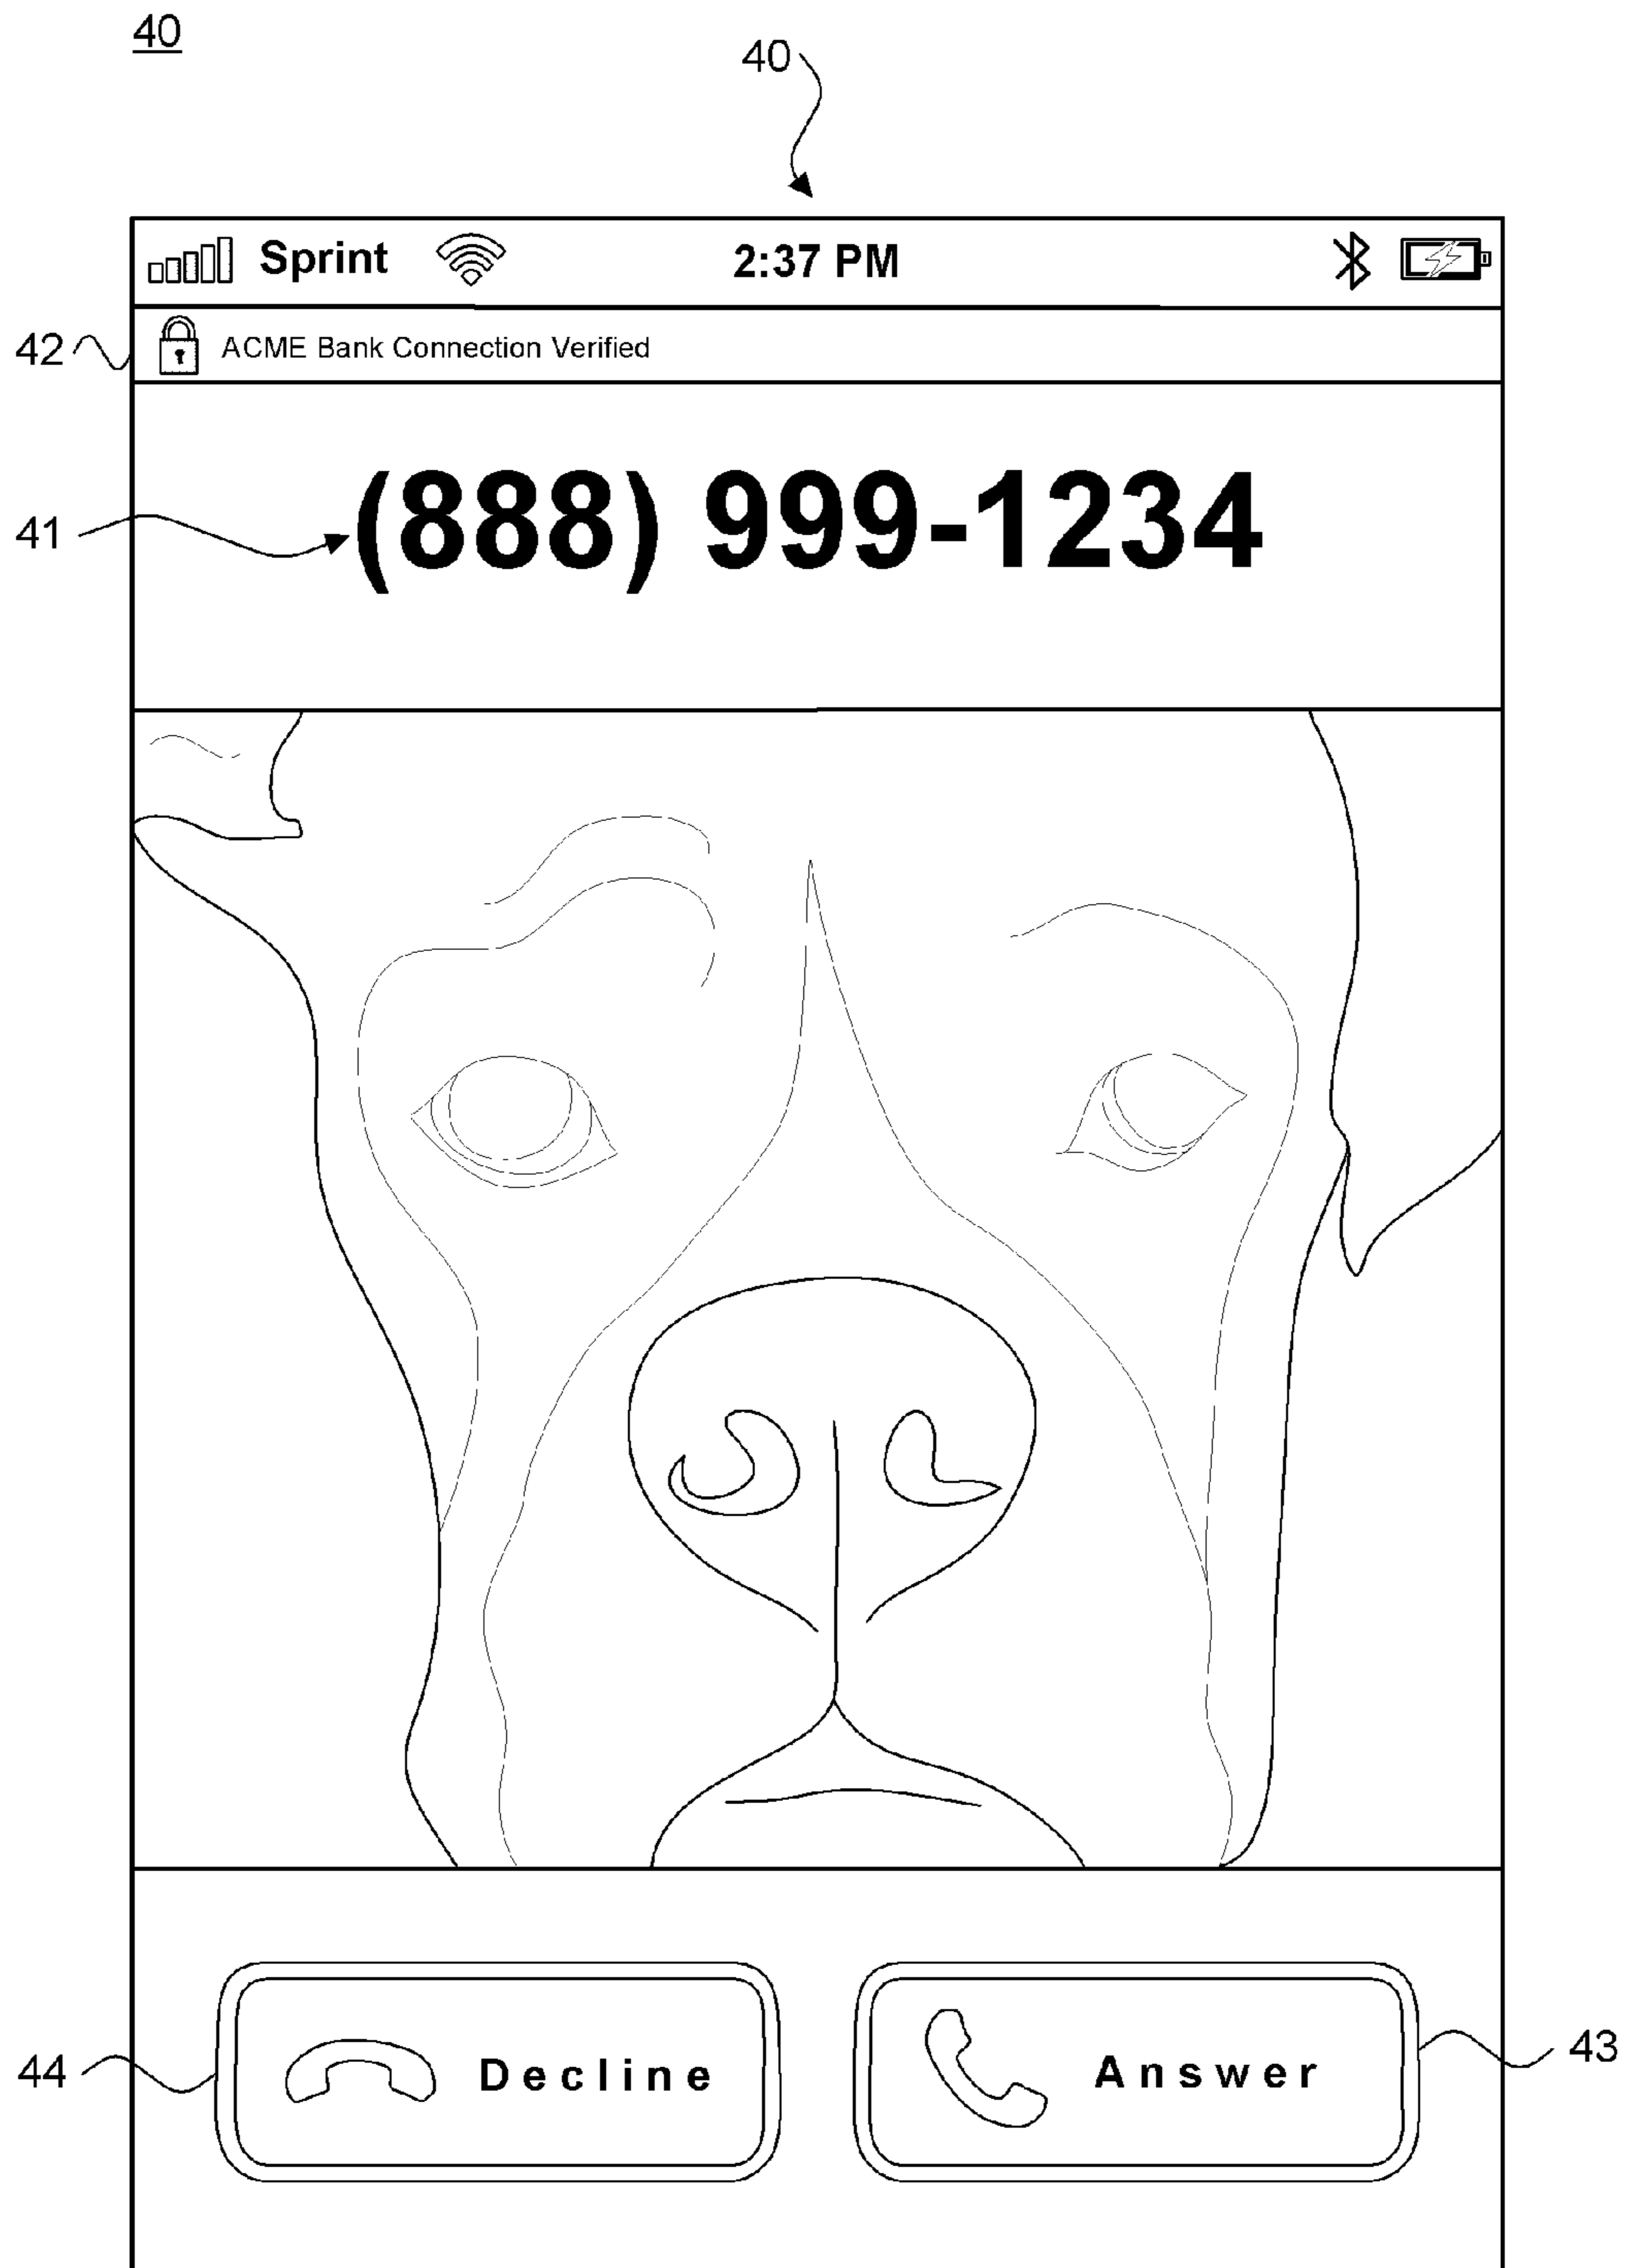 40
40
Sprint 2:37 PM
42
ACME Bank Connection Verified
41
(888) 999-1234
44
Decline
Answer
43